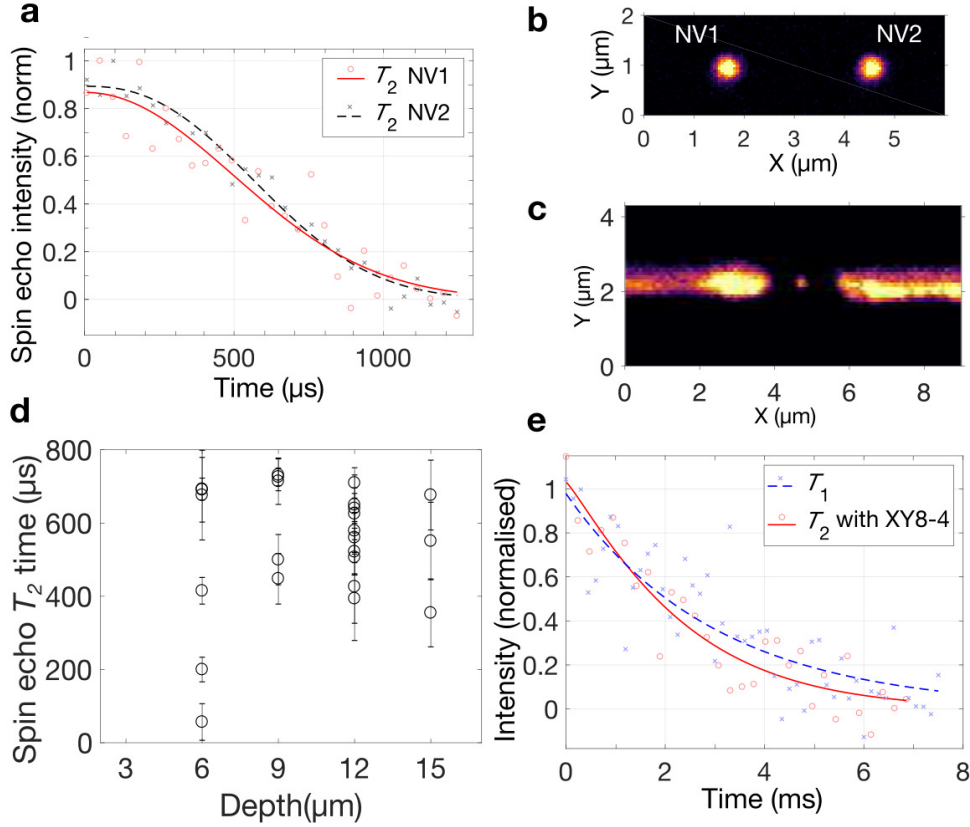 a
Spin echo intensity (norm)
1
0.8
0.6
0.4
0.2
0
0 500 1000
Time (μs)
T2 NV1
T2 NV2
b
Y (μm)
2
1
0
NV1 NV2
0 1 2 3 4 5
X (μm)
c
Y (μm)
4
2
0
0 2 4 6 8
X (μm)
d
Spin echo T2 time (μs)
800
600
400
200
0
3 6 9 12 15
Depth(μm)
e
Intensity (normalised)
1
0.8
0.6
0.4
0.2
0
0 2 4 6 8
Time (ms)
T1
T2 with XY8-4